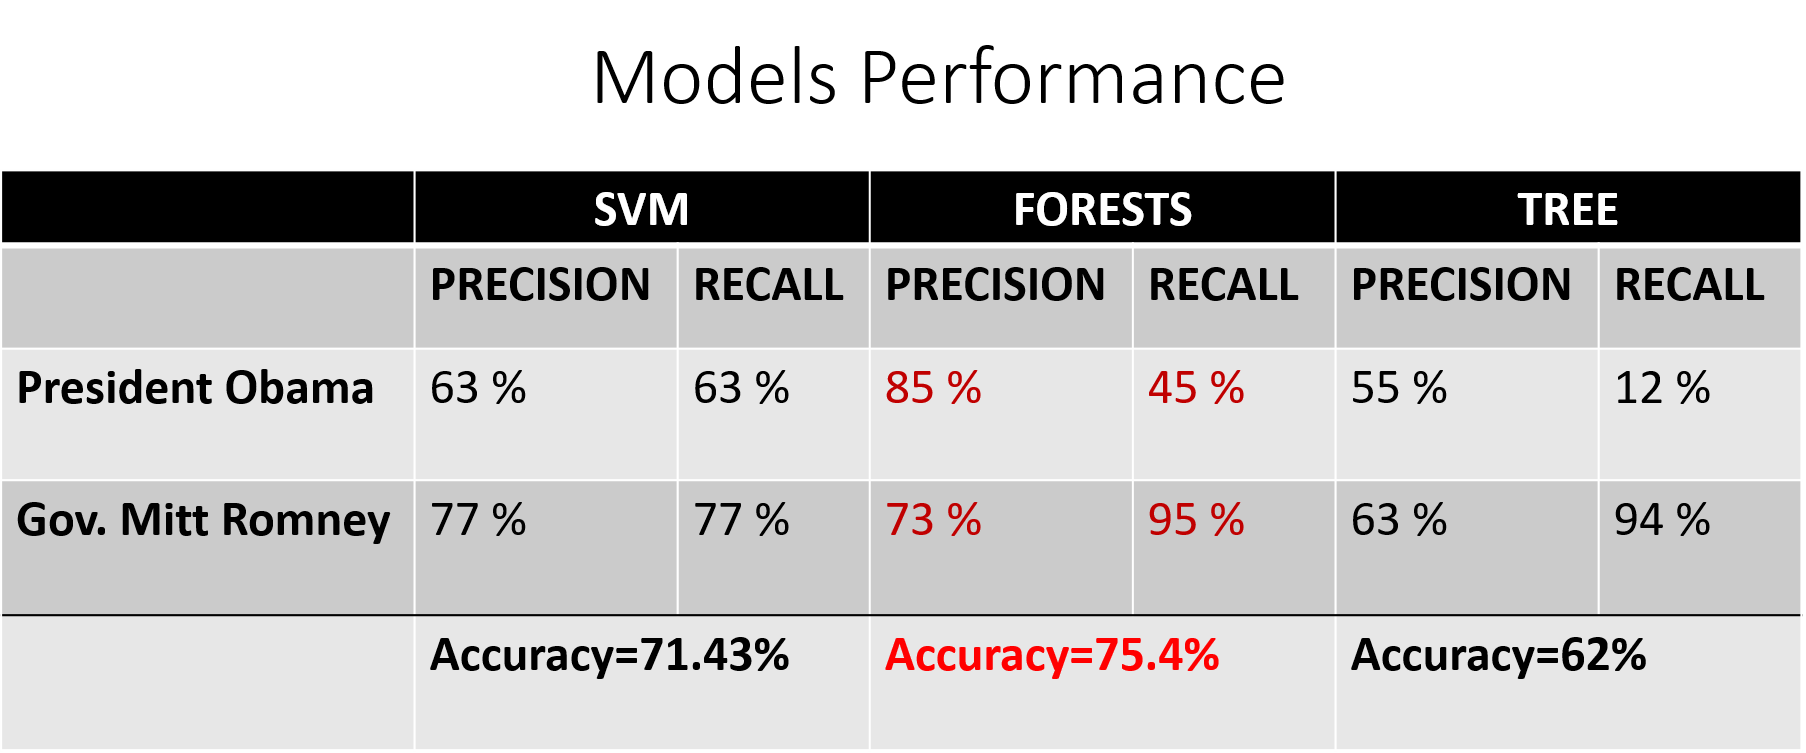 Models Performance
SVM FORESTS TREE
PRECISION RECALL PRECISION RECALL PRECISION RECALL
President Obama 63 % 63 % 85 % 45 % 55 % 12 %
Gov. Mitt Romney 77 % 77 % 73 % 95 % 63 % 94 %
Accuracy=71.43% Accuracy=75.4% Accuracy=62%